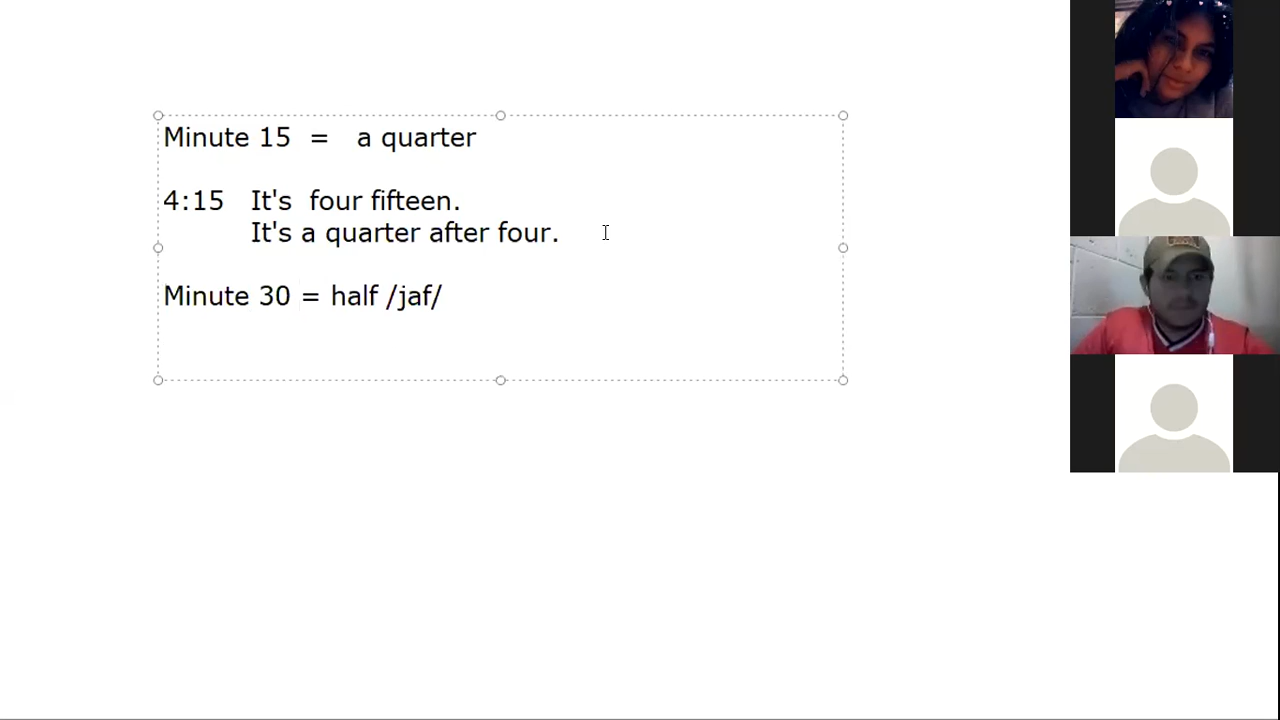 Minute 15 = a quarter
4:15 It's four fifteen.
It's a quarter after four.
Minute 30 = half /jaf/